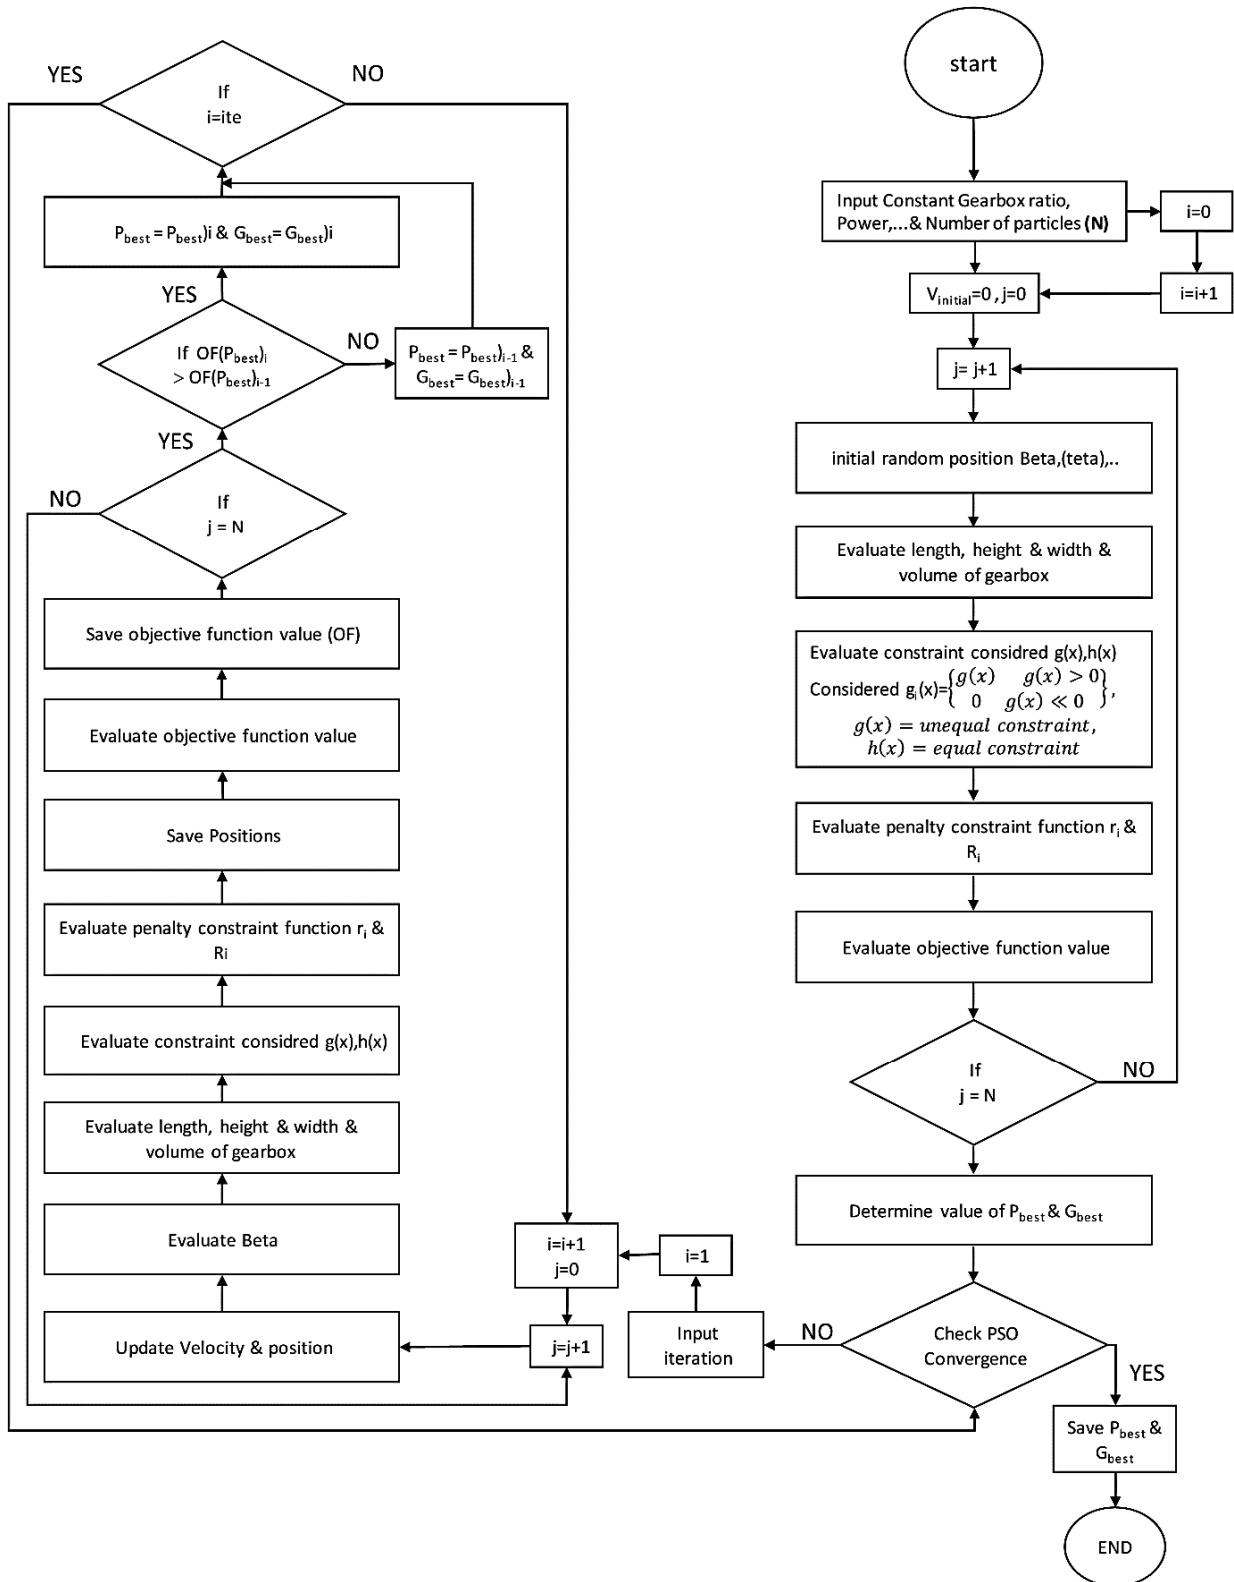 start
Input Constant Gearbox ratio,
Power,...& Number of particles (N)
i=0
i=i+1
Vinitial=0 , j=0
j= j+1
initial random position Beta,(teta),..
Evaluate length, height & width &
volume of gearbox
Evaluate constraint considred g(x),h(x)
Considered gi(x)={g(x) g(x) > 0
0 g(x) ≪ 0},
g(x) = unequal constraint,
h(x) = equal constraint
Evaluate penalty constraint function ri &
Ri
Evaluate objective function value
If
j = N
NO
Determine value of Pbest & Gbest
Check PSO
Convergence
NO
YES
Save Pbest &
Gbest
END
Input
iteration
i=1
i=i+1
j=0
j=j+1
Update Velocity & position
Evaluate Beta
Evaluate length, height & width &
volume of gearbox
Evaluate constraint considred g(x),h(x)
Evaluate penalty constraint function ri &
Ri
Save Positions
Evaluate objective function value
Save objective function value (OF)
If
j = N
NO
YES
If OF(Pbest)i
> OF(Pbest)i-1
NO
YES
Pbest = Pbest)i-1 &
Gbest= Gbest)i-1
Pbest = Pbest)i & Gbest= Gbest)i
If
i=ite
YES
NO